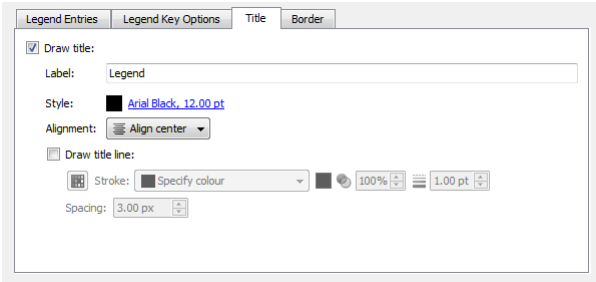 Legend Entries Legend Key Options Title Border
Draw title:
Label: Legend
Style: Arial Black, 12.00 pt
Alignment: Align center
Draw title line:
Stroke: Specify colour 100% 1.00 pt
Spacing: 3.00 px